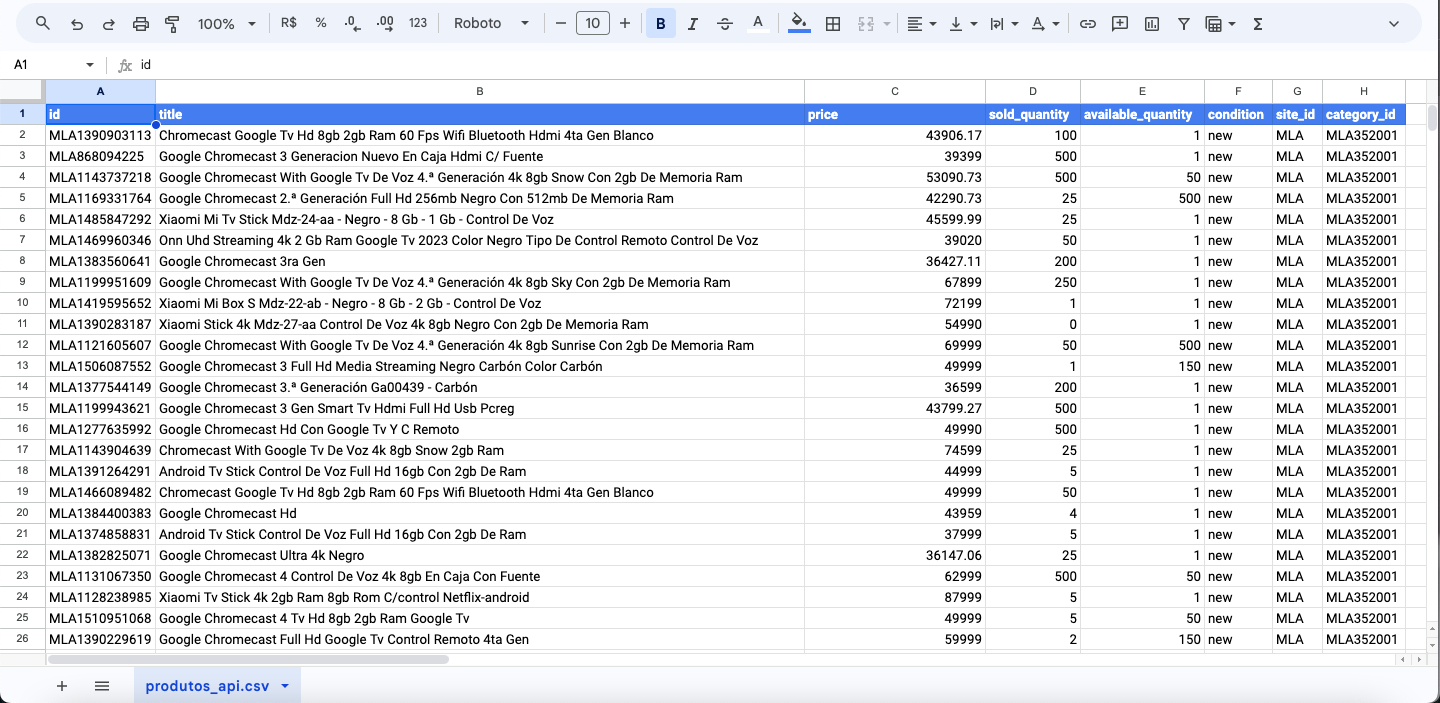 100% R$ % .0 .00 123 Roboto 10 B I S A A Σ
A1 fx id
A B C D E F G H
1 id title price sold_quantity available_quantity condition site_id category_id
2 MLA1390903113 Chromecast Google Tv Hd 8gb 2gb Ram 60 Fps Wifi Bluetooth Hdmi 4ta Gen Blanco 43906.17 100 1 new MLA MLA352001
3 MLA868094225 Google Chromecast 3 Generacion Nuevo En Caja Hdmi C/ Fuente 39399 500 1 new MLA MLA352001
4 MLA1143737218 Google Chromecast With Google Tv De Voz 4.ª Generación 4k 8gb Snow Con 2gb De Memoria Ram 53090.73 500 50 new MLA MLA352001
5 MLA1169331764 Google Chromecast 2.ª Generación Full Hd 256mb Negro Con 512mb De Memoria Ram 42290.73 25 500 new MLA MLA352001
6 MLA1485847292 Xiaomi Mi Tv Stick Mdz-24-aa - Negro - 8 Gb - 1 Gb - Control De Voz 45599.99 25 1 new MLA MLA352001
7 MLA1469960346 Onn Uhd Streaming 4k 2 Gb Ram Google Tv 2023 Color Negro Tipo De Control Remoto Control De Voz 39020 50 1 new MLA MLA352001
8 MLA1383560641 Google Chromecast 3ra Gen 36427.11 200 1 new MLA MLA352001
9 MLA1199951609 Google Chromecast With Google Tv De Voz 4.ª Generación 4k 8gb Sky Con 2gb De Memoria Ram 67899 250 1 new MLA MLA352001
10 MLA1419595652 Xiaomi Mi Box S Mdz-22-ab - Negro - 8 Gb - 2 Gb - Control De Voz 72199 1 1 new MLA MLA352001
11 MLA1390283187 Xiaomi Stick 4k Mdz-27-aa Control De Voz 4k 8gb Negro Con 2gb De Memoria Ram 54990 0 1 new MLA MLA352001
12 MLA1121605607 Google Chromecast With Google Tv De Voz 4.ª Generación 4k 8gb Sunrise Con 2gb De Memoria Ram 69999 50 500 new MLA MLA352001
13 MLA1506087552 Google Chromecast 3 Full Hd Media Streaming Negro Carbón Color Carbón 49999 1 150 new MLA MLA352001
14 MLA1377544149 Google Chromecast 3.ª Generación Ga00439 - Carbón 36599 200 1 new MLA MLA352001
15 MLA1199943621 Google Chromecast 3 Gen Smart Tv Hdmi Full Hd Usb Pcreg 43799.27 500 1 new MLA MLA352001
16 MLA1277635992 Google Chromecast Hd Con Google Tv Y C Remoto 49990 500 1 new MLA MLA352001
17 MLA1143904639 Chromecast With Google Tv De Voz 4k 8gb Snow 2gb Ram 74599 25 1 new MLA MLA352001
18 MLA1391264291 Android Tv Stick Control De Voz Full Hd 16gb Con 2gb De Ram 44999 5 1 new MLA MLA352001
19 MLA1466089482 Chromecast Google Tv Hd 8gb 2gb Ram 60 Fps Wifi Bluetooth Hdmi 4ta Gen Blanco 49999 50 1 new MLA MLA352001
20 MLA1384400383 Google Chromecast Hd 43959 4 1 new MLA MLA352001
21 MLA1374858831 Android Tv Stick Control De Voz Full Hd 16gb Con 2gb De Ram 37999 5 1 new MLA MLA352001
22 MLA1382825071 Google Chromecast Ultra 4k Negro 36147.06 25 1 new MLA MLA352001
23 MLA1131067350 Google Chromecast 4 Control De Voz 4k 8gb En Caja Con Fuente 62999 500 50 new MLA MLA352001
24 MLA1128238985 Xiaomi Tv Stick 4k 2gb Ram 8gb Rom C/control Netflix-android 87999 5 1 new MLA MLA352001
25 MLA1510951068 Google Chromecast 4 Tv Hd 8gb 2gb Ram Google Tv 49999 5 50 new MLA MLA352001
26 MLA1390229619 Google Chromecast Full Hd Google Tv Control Remoto 4ta Gen 59999 2 150 new MLA MLA352001
produtos_api.csv